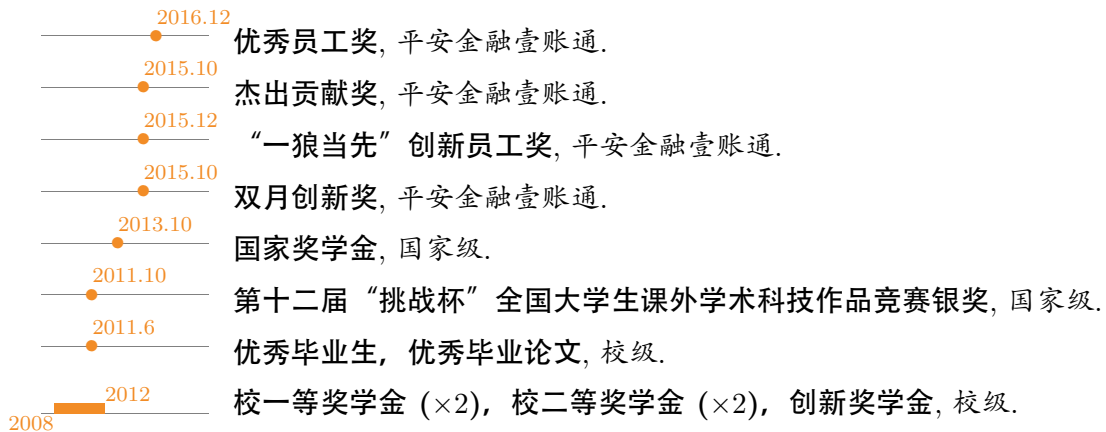 2016.12 优秀员工奖, 平安金融壹账通.
2015.10 杰出贡献奖, 平安金融壹账通.
2015.12 “一狼当先”创新员工奖, 平安金融壹账通.
2015.10 双月创新奖, 平安金融壹账通.
2013.10 国家奖学金, 国家级.
2011.10 第十二届“挑战杯”全国大学生课外学术科技作品竞赛银奖, 国家级.
2011.6 优秀毕业生，优秀毕业论文, 校级.
2008 2012 校一等奖学金 (×2)，校二等奖学金 (×2)，创新奖学金, 校级.